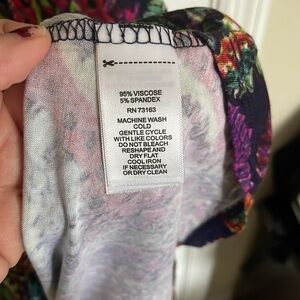 95% VISCOSE
5% SPANDEX
RN 73163
MACHINE WASH
COLD
GENTLE CYCLE
WITH LIKE COLORS
DO NOT BLEACH
RESHAPE AND
DRY FLAT
COOL IRON
IF NECESSARY
OR DRY CLEAN